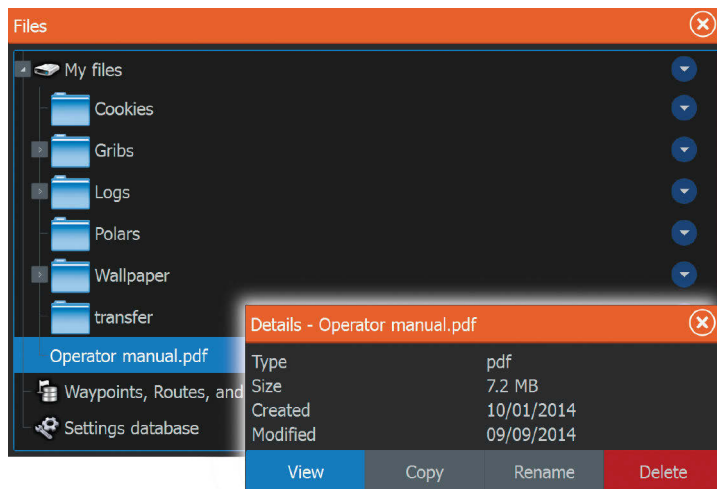 Files
My files
Cookies
Gribs
Logs
Polars
Wallpaper
transfer
Operator manual.pdf
Waypoints, Routes, and
Settings database
Details - Operator manual.pdf
Type pdf
Size 7.2 MB
Created 10/01/2014
Modified 09/09/2014
View Copy Rename Delete